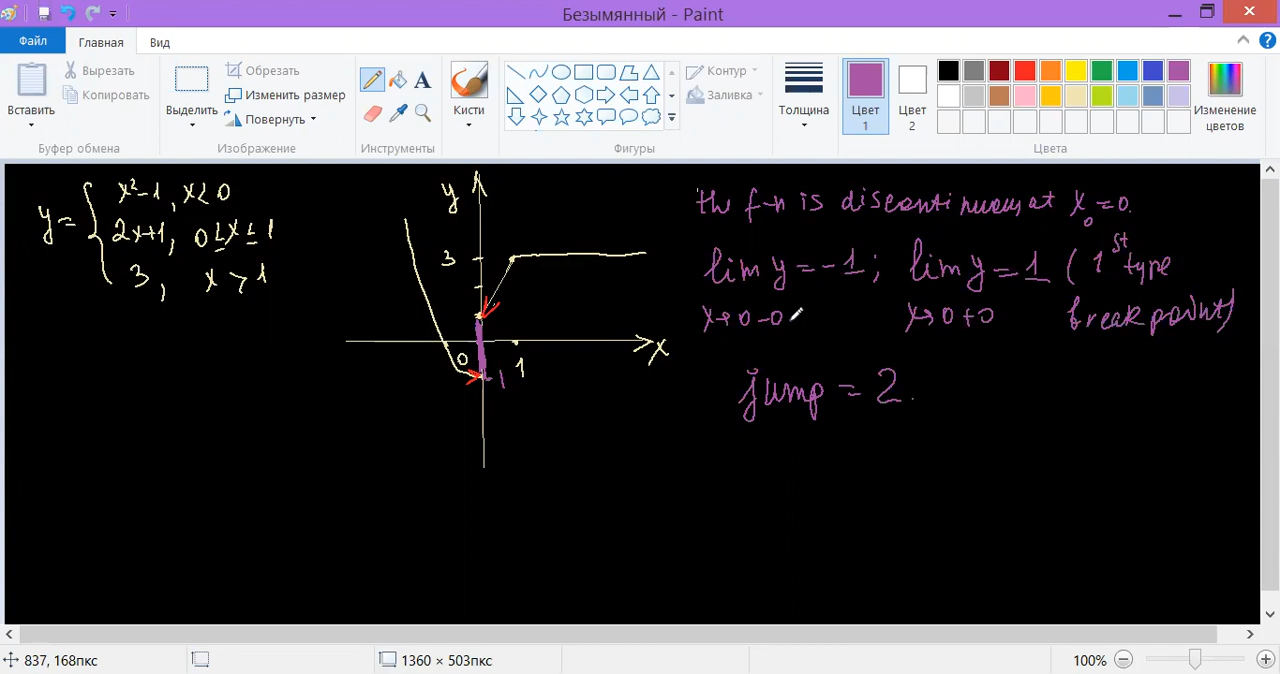 Безымянный - Paint
Файл
Главная
Вид
Вставить
Вырезать
Копировать
Буфер обмена
Выделить
Обрезать
Изменить размер
Повернуть
Изображение
A
Инструменты
Кисти
Контур
Заливка
Фигуры
Толщина
Цвет 1
Цвет 2
Изменение цветов
Цвета
y = { x²-1, x<0
2x+1, 0≤x≤1
3, x>1
y
3
0
1
x
-1
the f-n is discontinuous at x₀=0.
lim y = -1; lim y = 1 (1st type
x→0-0 x→0+0 break point)
jump = 2.
837, 168пкс
1360 × 503пкс
100%